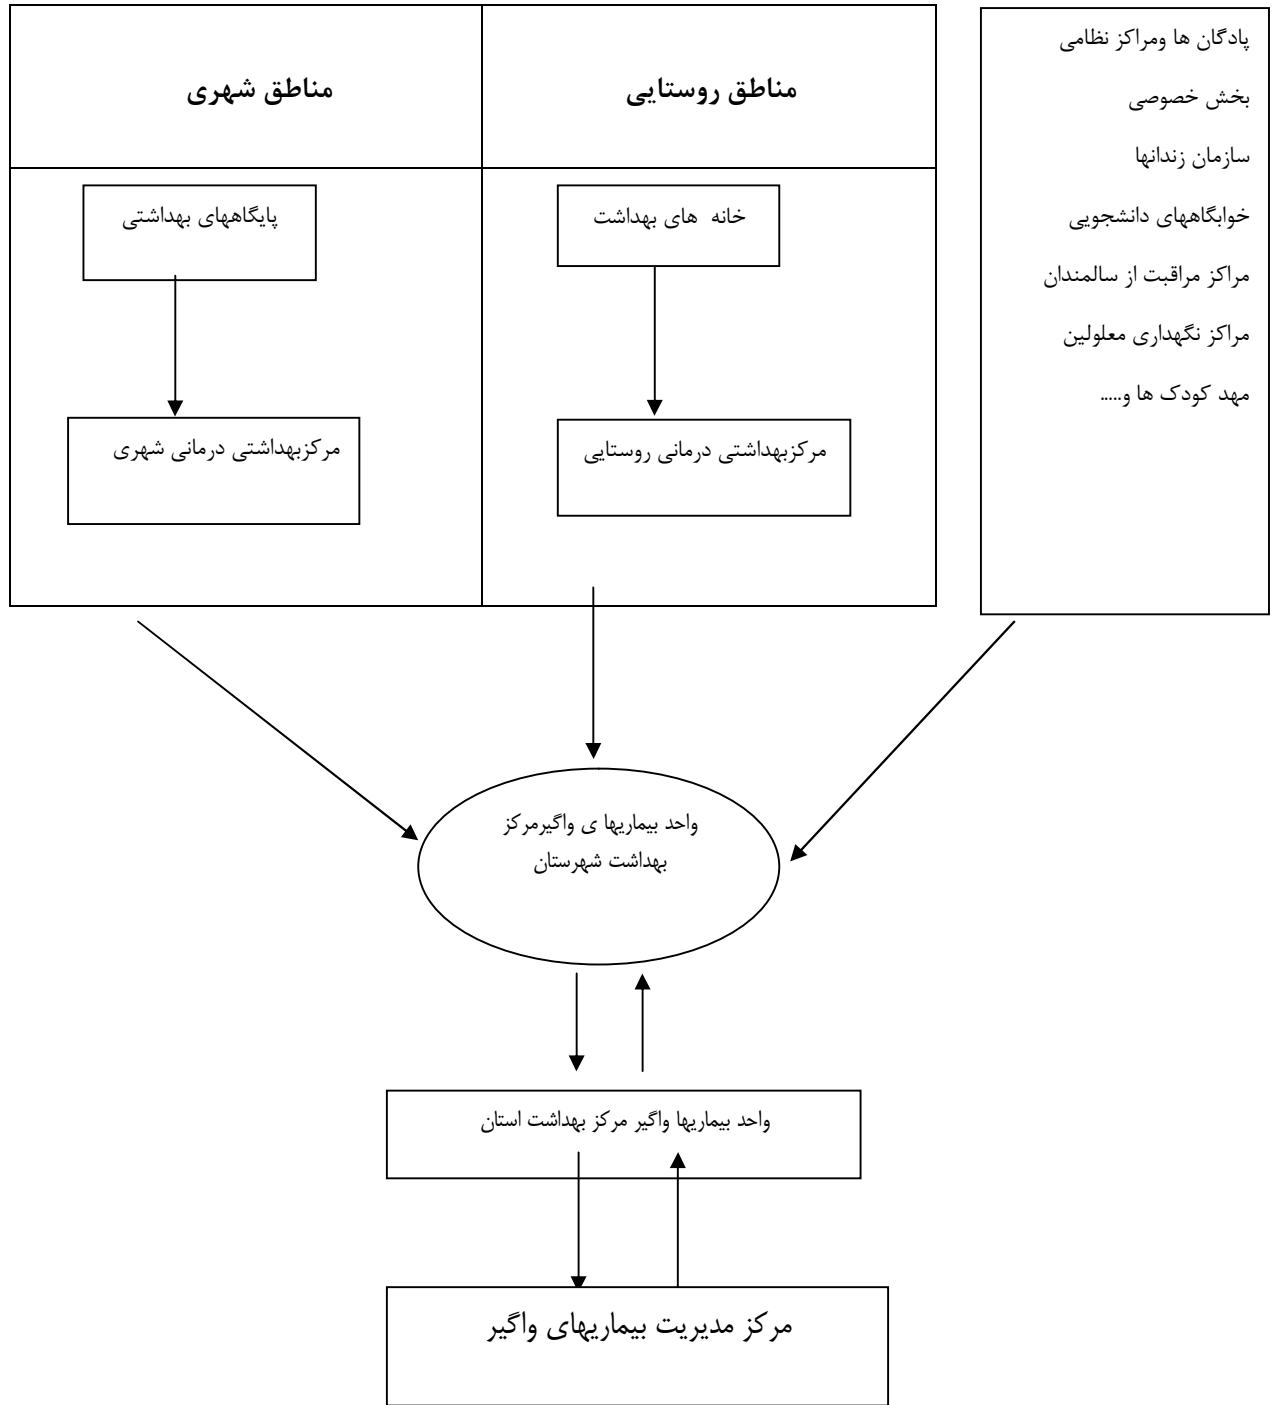 پادگان ها ومراکز نظامی
بخش خصوصی
سازمان زندانها
خوابگاههای دانشجویی
مراکز مراقبت از سالمندان
مراکز نگهداری معلولین
مهد کودک ها و.....
مناطق روستایی
مناطق شهری
خانه های بهداشت
پایگاههای بهداشتی
مرکزبهداشتی درمانی روستایی
مرکزبهداشتی درمانی شهری
واحد بیماریها ی واگیرمرکز
بهداشت شهرستان
واحد بیماریها واگیر مرکز بهداشت استان
مرکز مدیریت بیماریهای واگیر